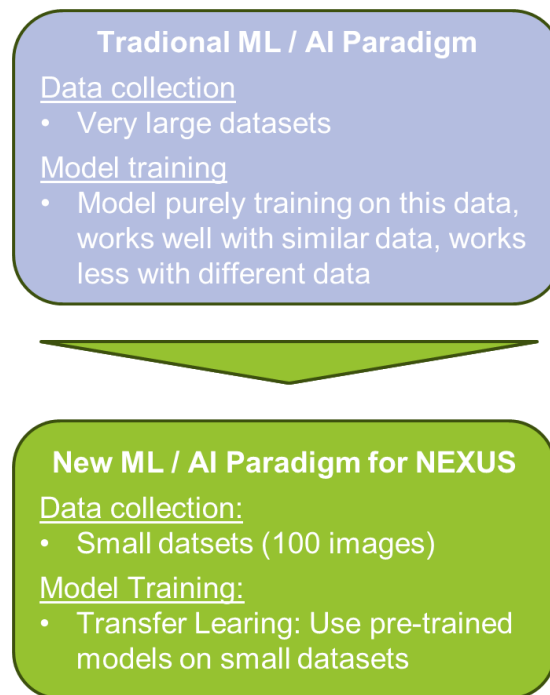 Tradional ML / AI Paradigm
Data collection
• Very large datasets
Model training
• Model purely training on this data,
works well with similar data, works
less with different data
New ML / AI Paradigm for NEXUS
Data collection:
• Small datsets (100 images)
Model Training:
• Transfer Learing: Use pre-trained
models on small datasets